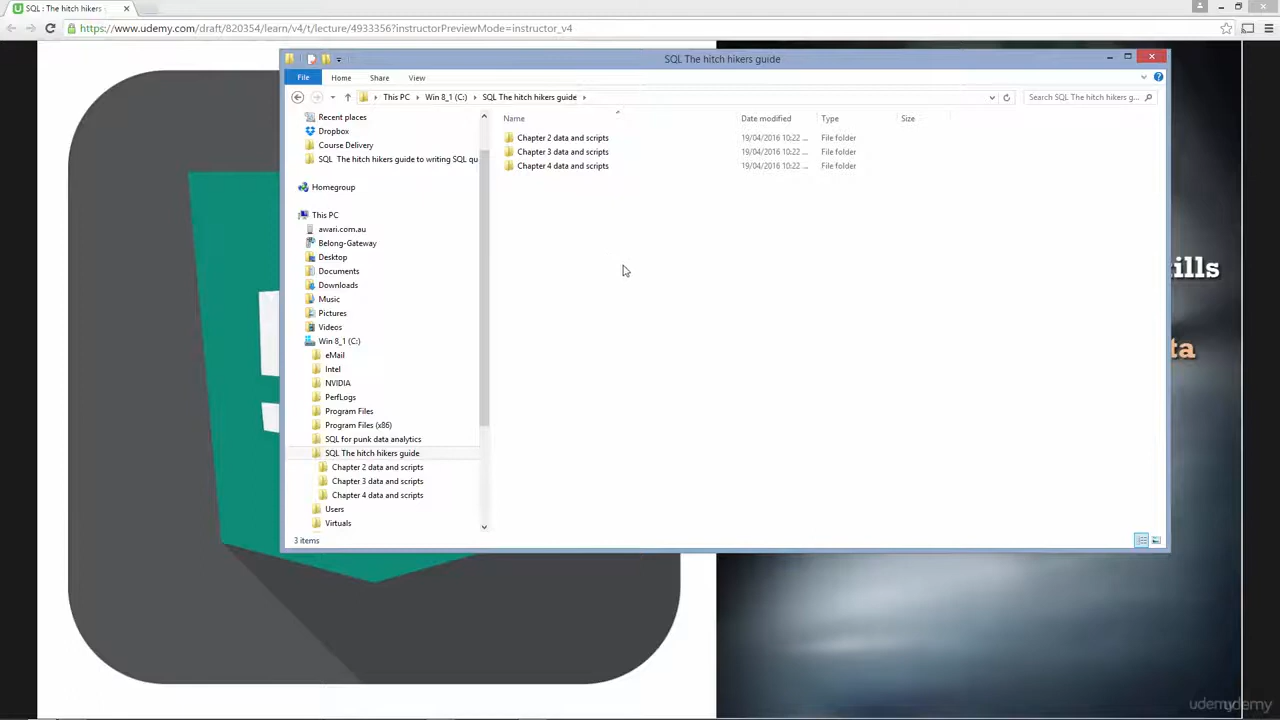 SQL : The hitch hikers
https://www.udemy.com/draft/820354/learn/v4/t/lecture/4933356?instructorPreviewMode=instructor_v4
SQL The hitch hikers guide
File Home Share View
This PC Win 8_1 (C:) SQL The hitch hikers guide
Search SQL The hitch hikers g...
Name Date modified Type Size
Chapter 2 data and scripts 19/04/2016 10:22 ... File folder
Chapter 3 data and scripts 19/04/2016 10:22 ... File folder
Chapter 4 data and scripts 19/04/2016 10:22 ... File folder
Recent places
Dropbox
Course Delivery
SQL The hitch hikers guide to writing SQL qu
Homegroup
This PC
awari.com.au
Belong-Gateway
Desktop
Documents
Downloads
Music
Pictures
Videos
Win 8_1 (C:)
eMail
Intel
NVIDIA
PerfLogs
Program Files
Program Files (x86)
SQL for punk data analytics
SQL The hitch hikers guide
Chapter 2 data and scripts
Chapter 3 data and scripts
Chapter 4 data and scripts
Users
Virtuals
3 items
ills
ta
udemy